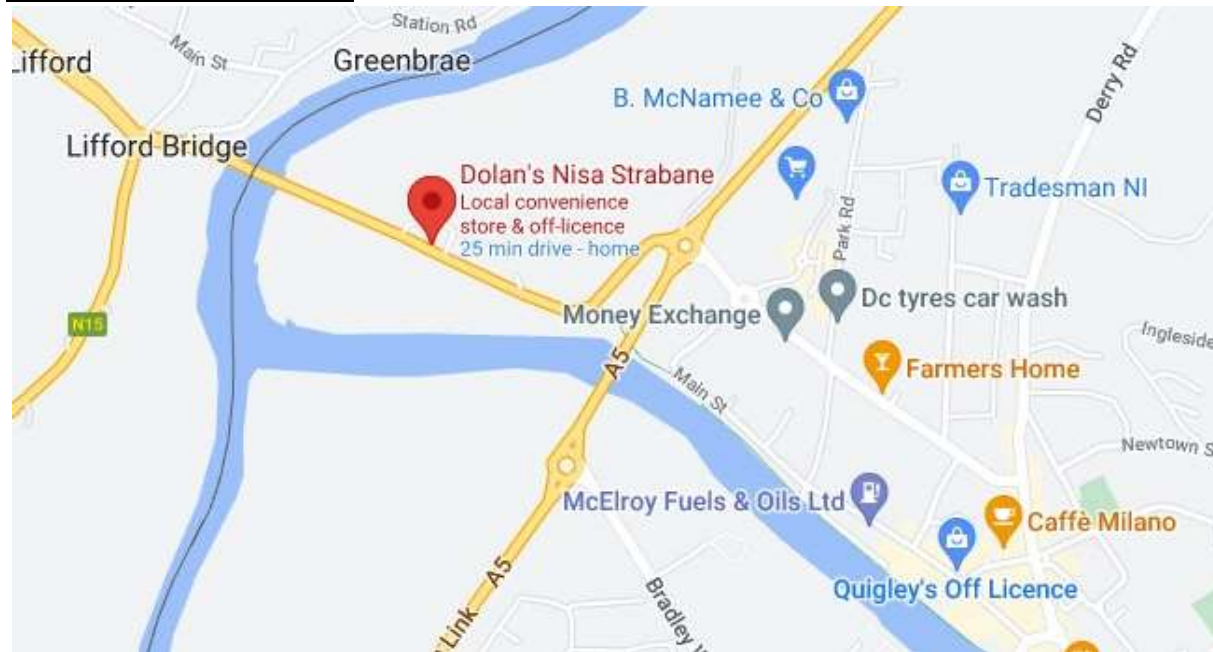 Station Rd
Main St
Lifford
Greenbrae
B. McNamee & Co
Derry Rd
Lifford Bridge
Dolan's Nisa Strabane
Local convenience
store & off-licence
25 min drive - home
Tradesman NI
Park Rd
Money Exchange
Dc tyres car wash
N15
Ingleside
A5
Main St
Farmers Home
Newtown S
McElroy Fuels & Oils Ltd
Caffè Milano
A5
Quigley's Off Licence
Link
Bradley W